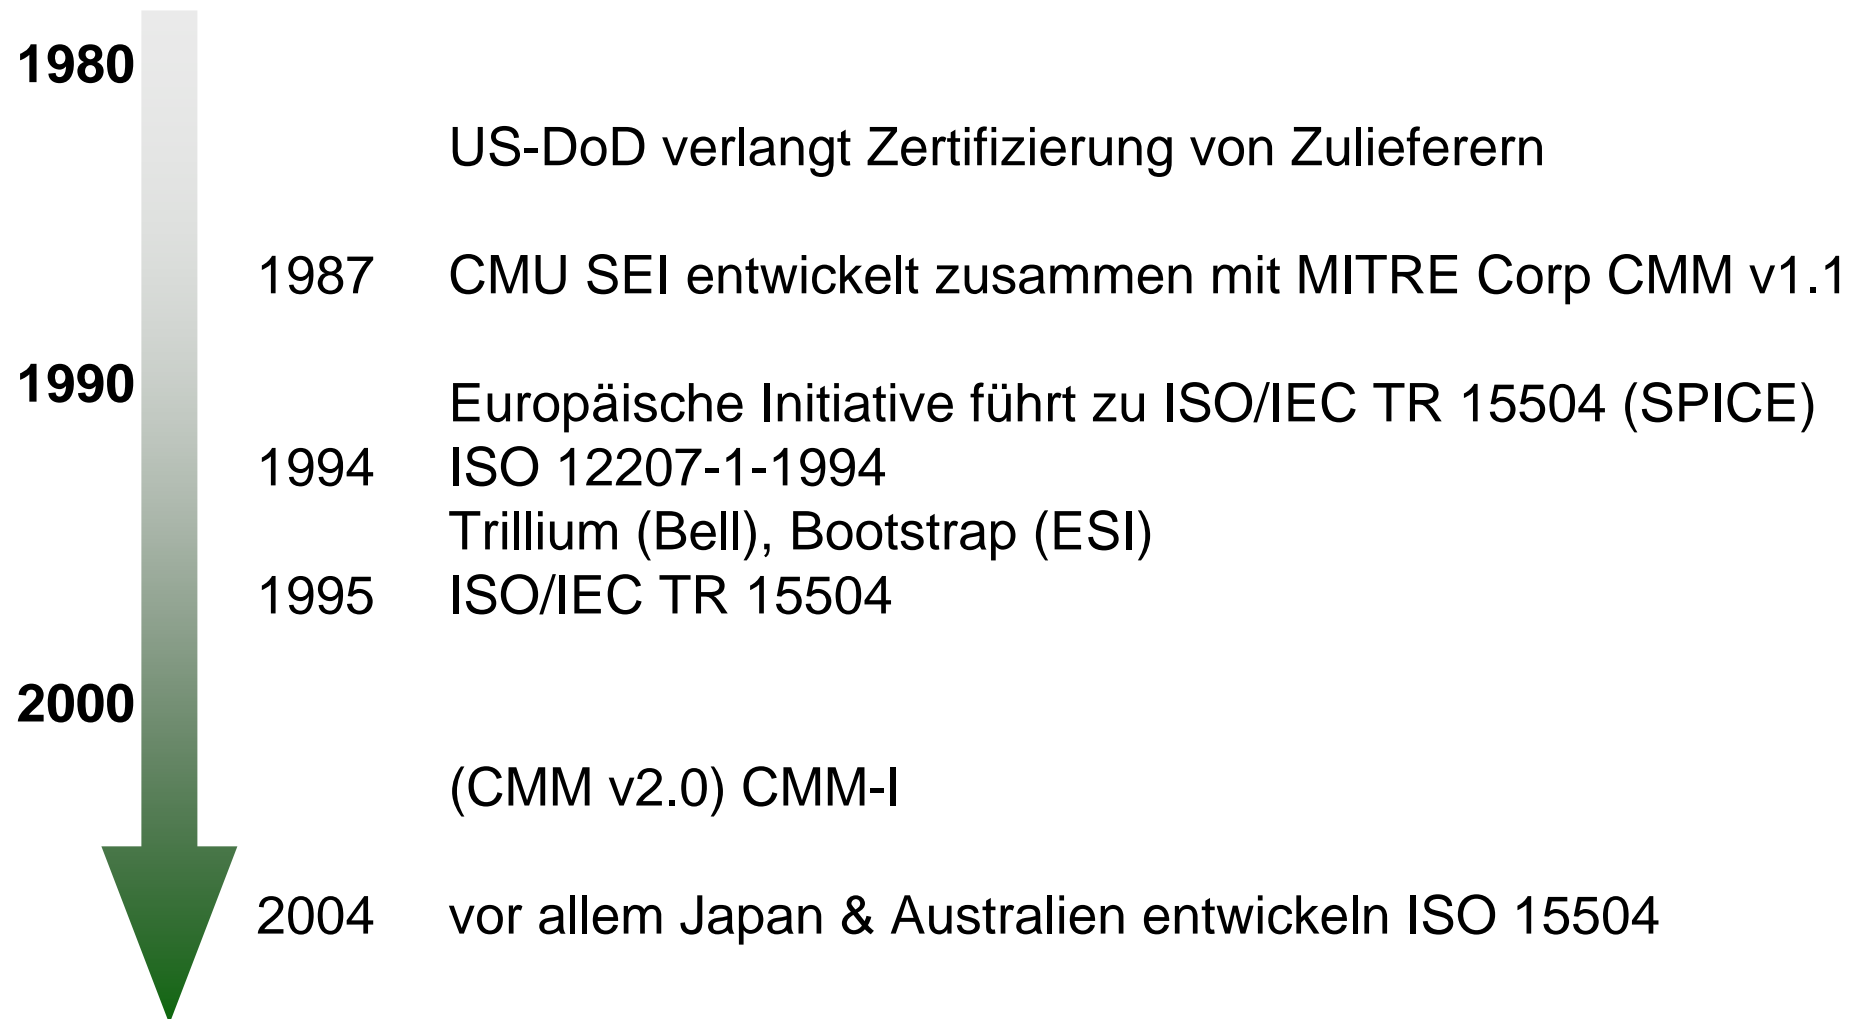 1980
US-DoD verlangt Zertifizierung von Zulieferern
1987 CMU SEI entwickelt zusammen mit MITRE Corp CMM v1.1
1990
Europäische Initiative führt zu ISO/IEC TR 15504 (SPICE)
1994 ISO 12207-1-1994
Trillium (Bell), Bootstrap (ESI)
1995 ISO/IEC TR 15504
2000
(CMM v2.0) CMM-I
2004 vor allem Japan & Australien entwickeln ISO 15504